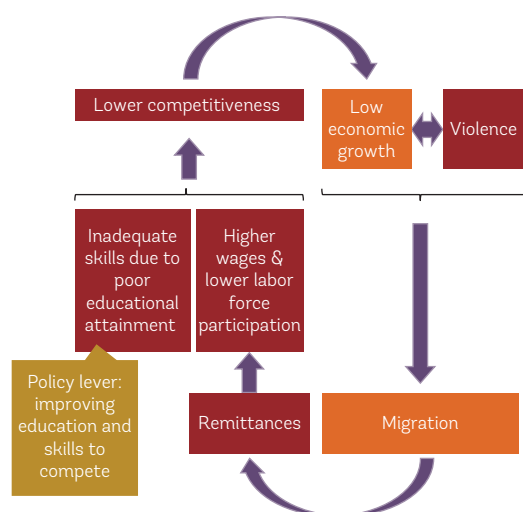 Lower competitiveness
Low
economic
growth
Violence
Inadequate
skills due to
poor
educational
attainment
Higher
wages &
lower labor
force
participation
Policy lever:
improving
education and
skills to
compete
Remittances
Migration